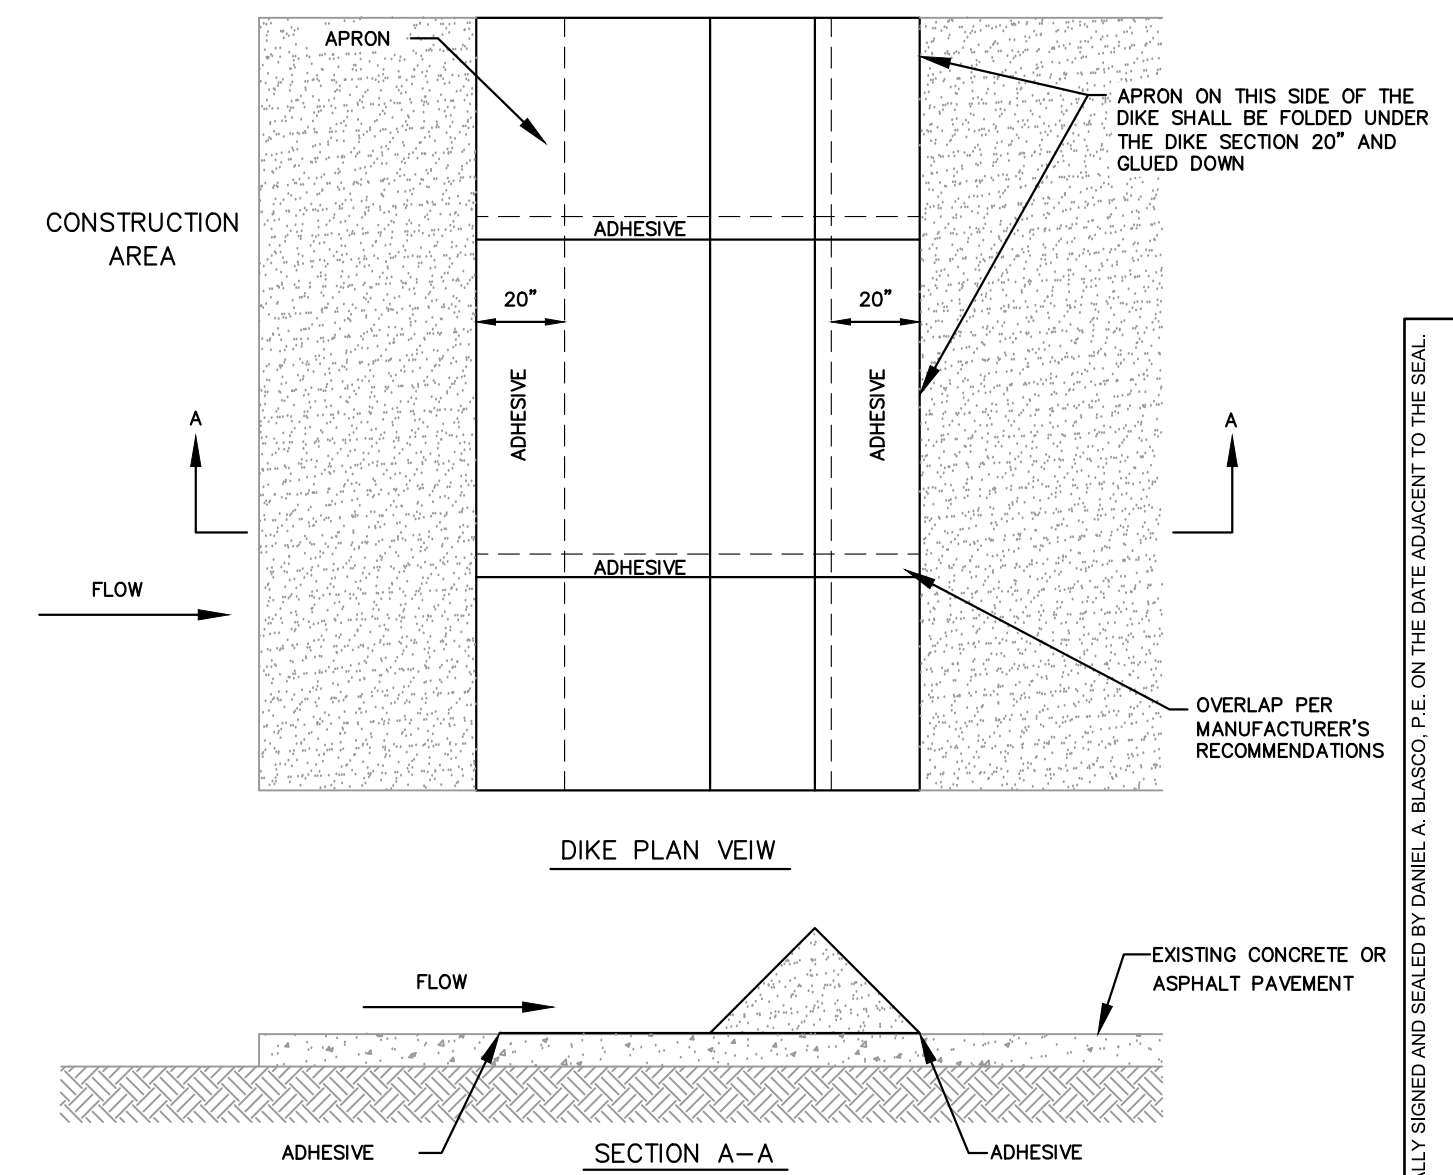 APRON
APRON ON THIS SIDE OF THE
DIKE SHALL BE FOLDED UNDER
THE DIKE SECTION 20" AND
GLUED DOWN
CONSTRUCTION
AREA
ADHESIVE
20"
20"
ADHESIVE
ADHESIVE
A
A
ADHESIVE
FLOW
OVERLAP PER
MANUFACTURER'S
RECOMMENDATIONS
DIKE PLAN VEIW
FLOW
EXISTING CONCRETE OR
ASPHALT PAVEMENT
ADHESIVE
SECTION A-A
ADHESIVE
SIGNED AND SEALED BY DANIEL A. BLASCO, P.E. ON THE DATE ADJACENT TO THE SEAL.